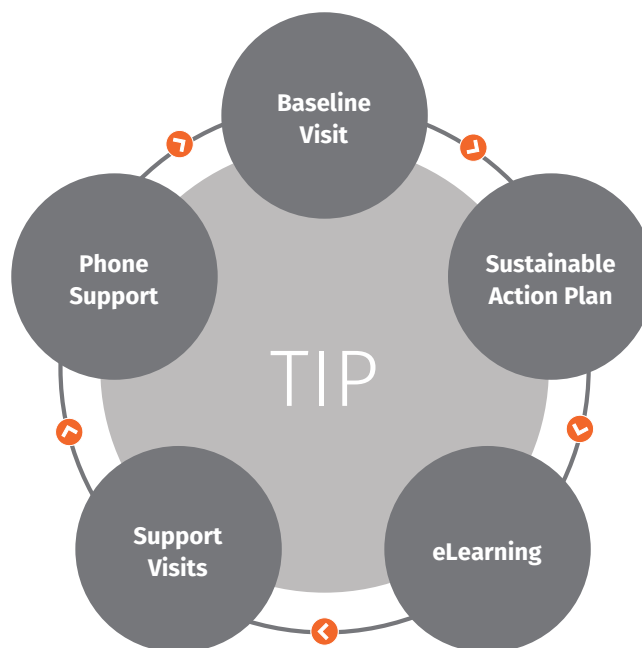 Baseline
Visit
Sustainable
Action Plan
eLearning
Support
Visits
Phone
Support
TIP